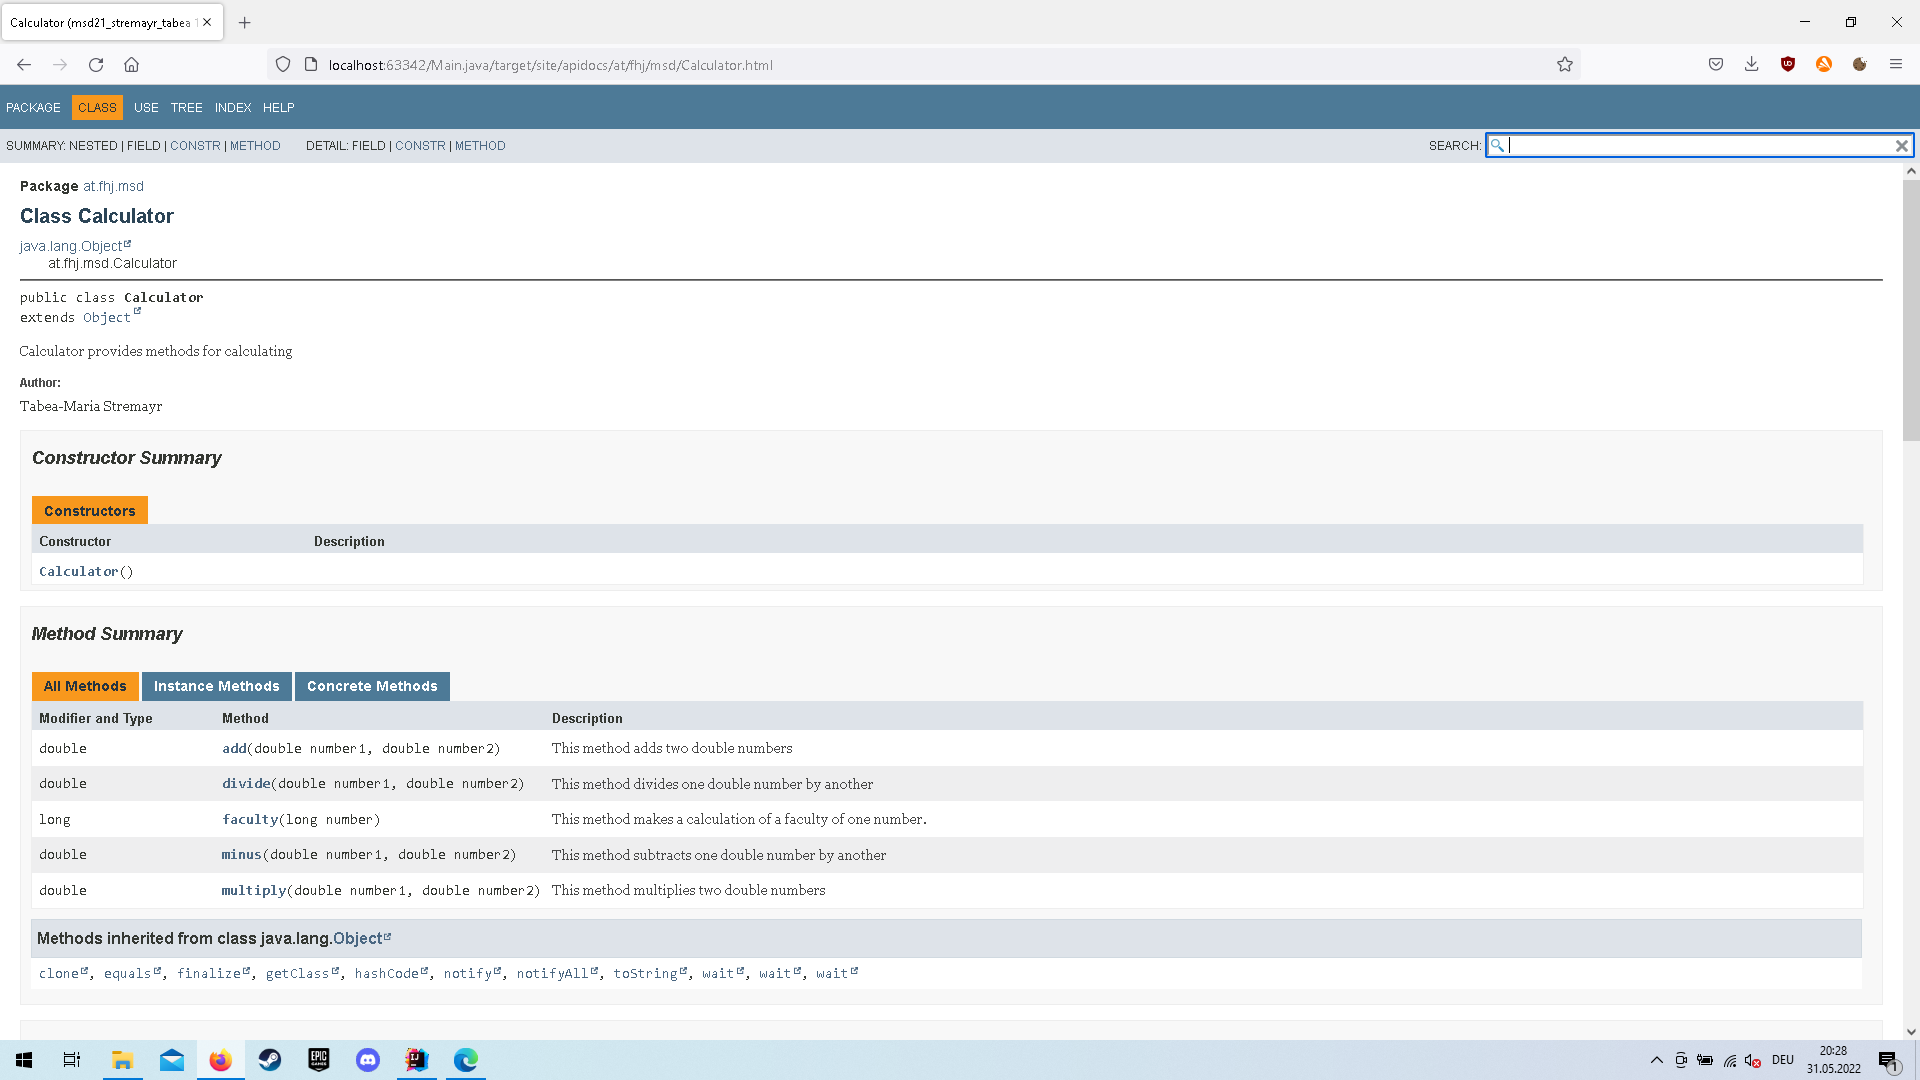 Calculator (msd21_stremayr_tabea
localhost:63342/Main.java/target/site/apidocs/at/fhj/msd/Calculator.html
PACKAGE CLASS USE TREE INDEX HELP
SUMMARY: NESTED | FIELD | CONSTR | METHOD DETAIL: FIELD | CONSTR | METHOD SEARCH:
Package at.fhj.msd
Class Calculator
java.lang.Object
at.fhj.msd.Calculator
public class Calculator
extends Object
Calculator provides methods for calculating
Author:
Tabea-Maria Stremayr
Constructor Summary
Constructors
Constructor Description
Calculator()
Method Summary
All Methods Instance Methods Concrete Methods
Modifier and Type Method Description
double add(double number1, double number2) This method adds two double numbers
double divide(double number1, double number2) This method divides one double number by another
long faculty(long number) This method makes a calculation of a faculty of one number.
double minus(double number1, double number2) This method subtracts one double number by another
double multiply(double number1, double number2) This method multiplies two double numbers
Methods inherited from class java.lang.Object
clone, equals, finalize, getClass, hashCode, notify, notifyAll, toString, wait, wait, wait
EPIC GAMES
DEU
20:28
31.05.2022
1